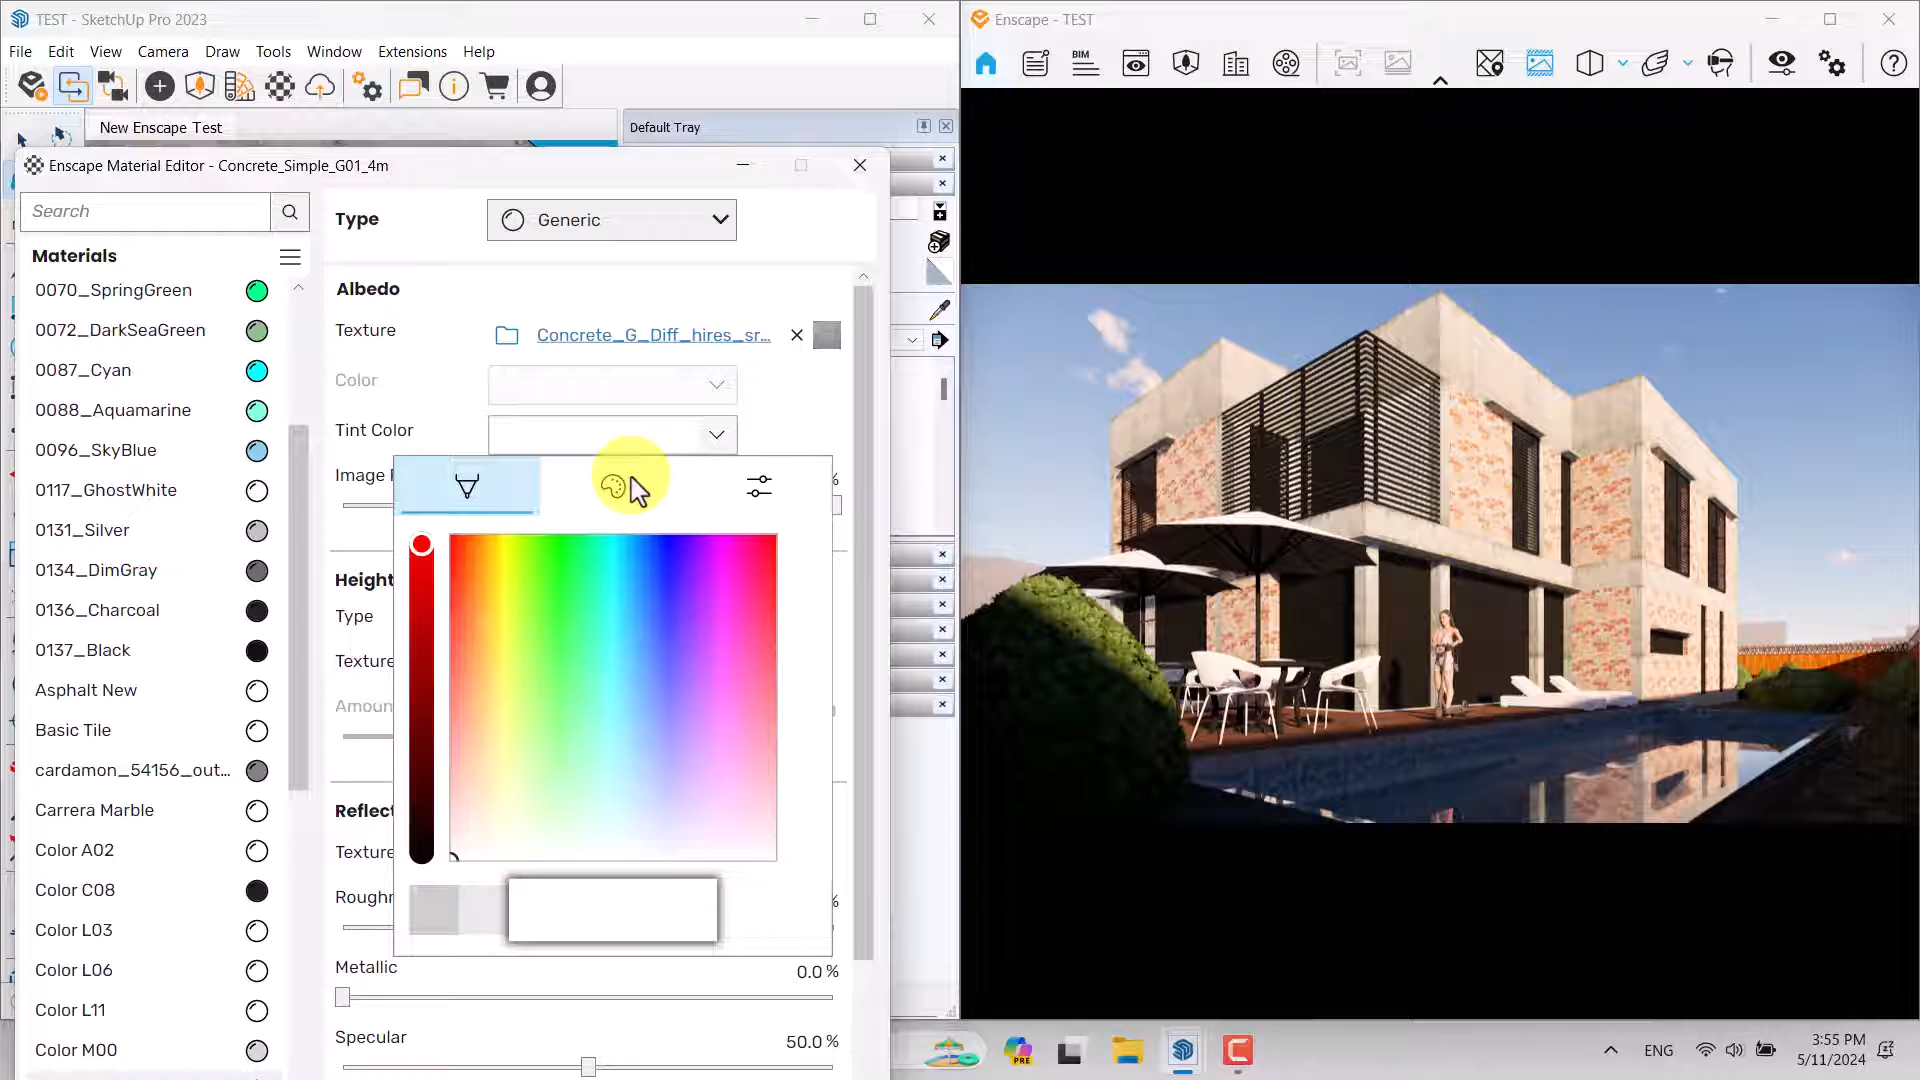 TEST - SketchUp Pro 2023
File Edit View Camera Draw Tools Window Extensions Help
New Enscape Test
Default Tray
Enscape Material Editor - Concrete_Simple_G01_4m
Search
Materials
0070_SpringGreen
0072_DarkSeaGreen
0087_Cyan
0088_Aquamarine
0096_SkyBlue
0117_GhostWhite
0131_Silver
0134_DimGray
0136_Charcoal
0137_Black
Asphalt New
Basic Tile
cardamon_54156_out...
Carrera Marble
Color A02
Color C08
Color L03
Color L06
Color L11
Color M00
Type
Generic
Albedo
Texture
Concrete_G_Diff_hires_sr...
Color
Tint Color
Image
%
Height
Type
Texture
Amoun
Reflect
Texture
Roughr
%
Metallic
0.0 %
Specular
50.0 %
Enscape - TEST
BIM
PRE
ENG
3:55 PM
5/11/2024